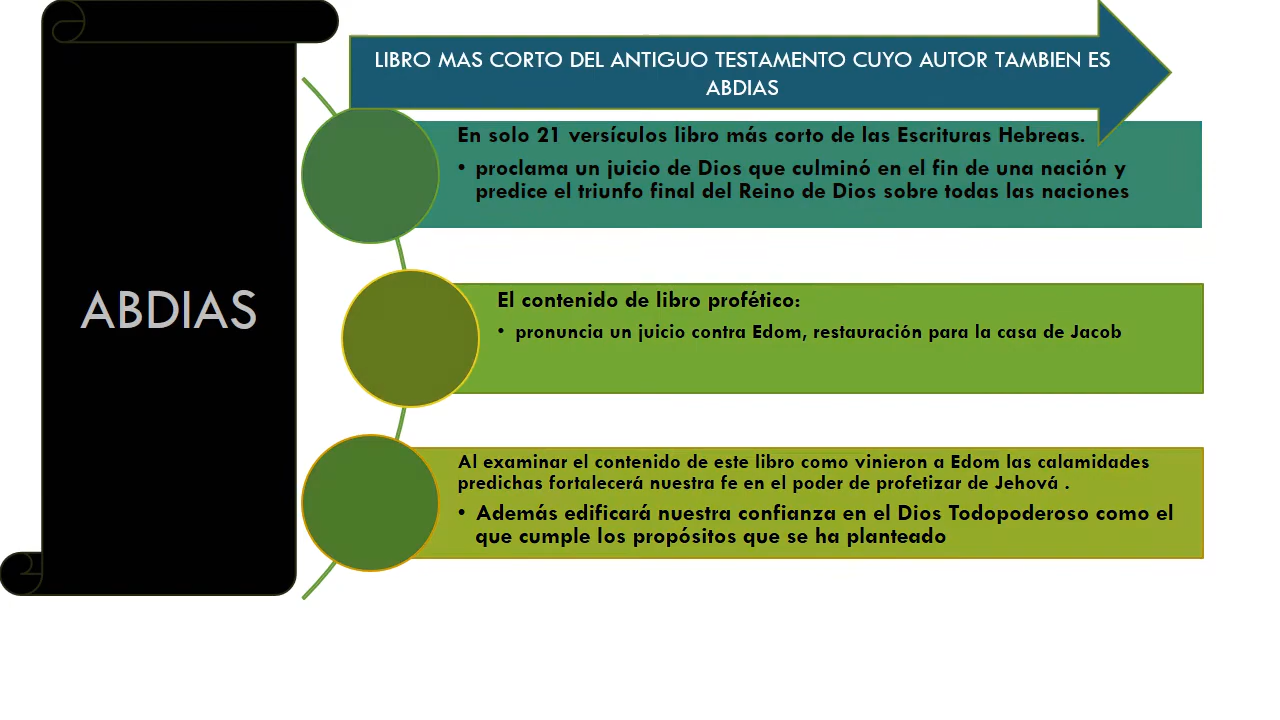 LIBRO MAS CORTO DEL ANTIGUO TESTAMENTO CUYO AUTOR TAMBIEN ES
ABDIAS
ABDIAS
En solo 21 versículos libro más corto de las Escrituras Hebreas.
• proclama un juicio de Dios que culminó en el fin de una nación y
predice el triunfo final del Reino de Dios sobre todas las naciones
El contenido de libro profético:
• pronuncia un juicio contra Edom, restauración para la casa de Jacob
Al examinar el contenido de este libro como vinieron a Edom las calamidades
predichas fortalecerá nuestra fe en el poder de profetizar de Jehová .
• Además edificará nuestra confianza en el Dios Todopoderoso como el
que cumple los propósitos que se ha planteado